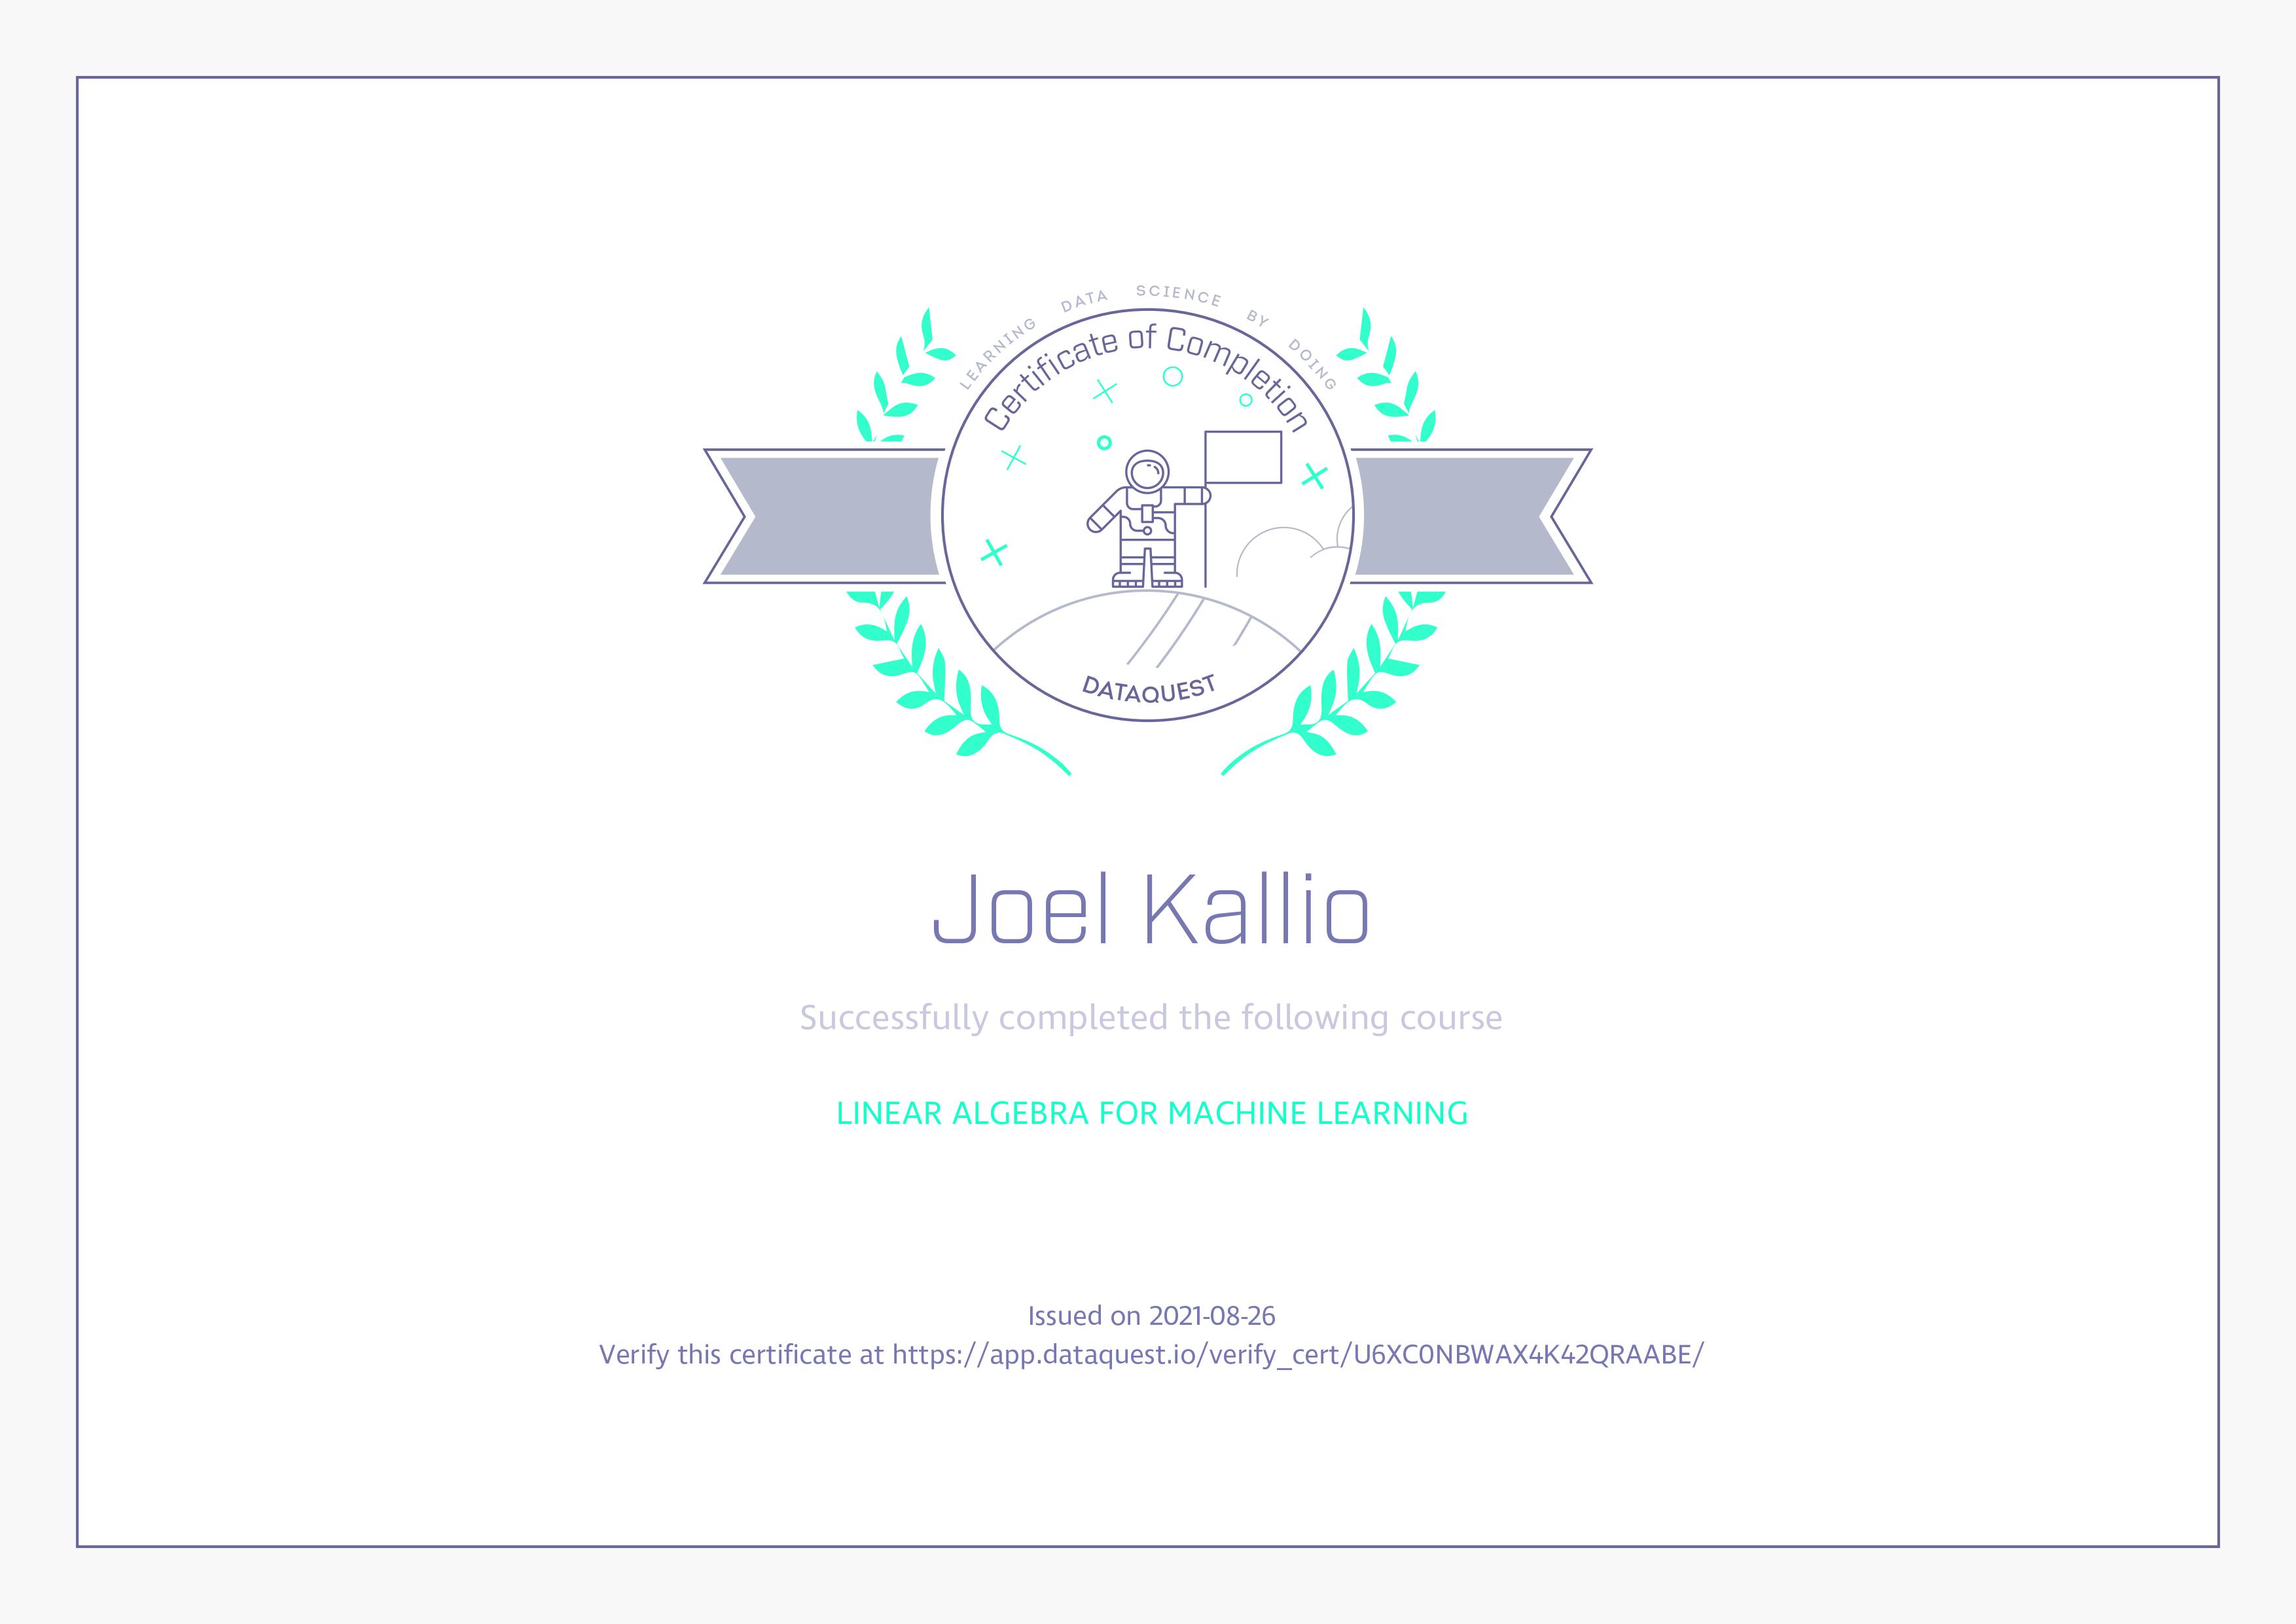 LEARNING DATA SCIENCE BY DOING
Certificate of Completion
DATAQUEST
Joel Kallio
Successfully completed the following course
LINEAR ALGEBRA FOR MACHINE LEARNING
Issued on 2021-08-26
Verify this certificate at https://app.dataquest.io/verify_cert/U6XC0NBWAX4K42QRAABE/